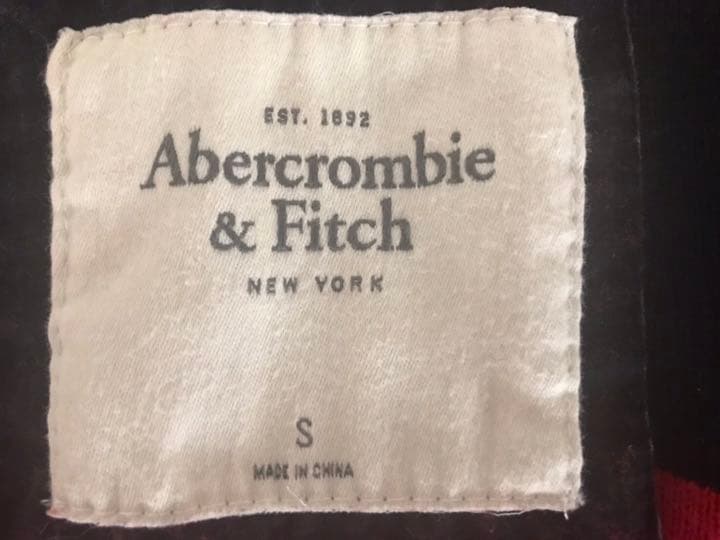 EST. 1892
Abercrombie
& Fitch
NEW YORK
S
MADE IN CHINA